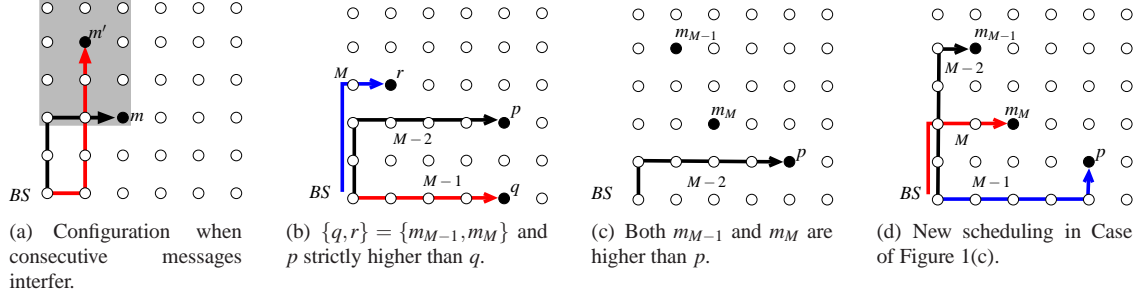 m′
m
BS
(a) Configuration when
consecutive messages
interfer.
M
r
p
M − 2
M − 1
q
BS
(b) {q, r} = {m_{M−1}, m_M} and
p strictly higher than q.
m_{M−1}
m_M
p
M − 2
BS
(c) Both m_{M−1} and m_M are
higher than p.
m_{M−1}
M − 2
m_M
M
p
M − 1
BS
(d) New scheduling in Case
of Figure 1(c).